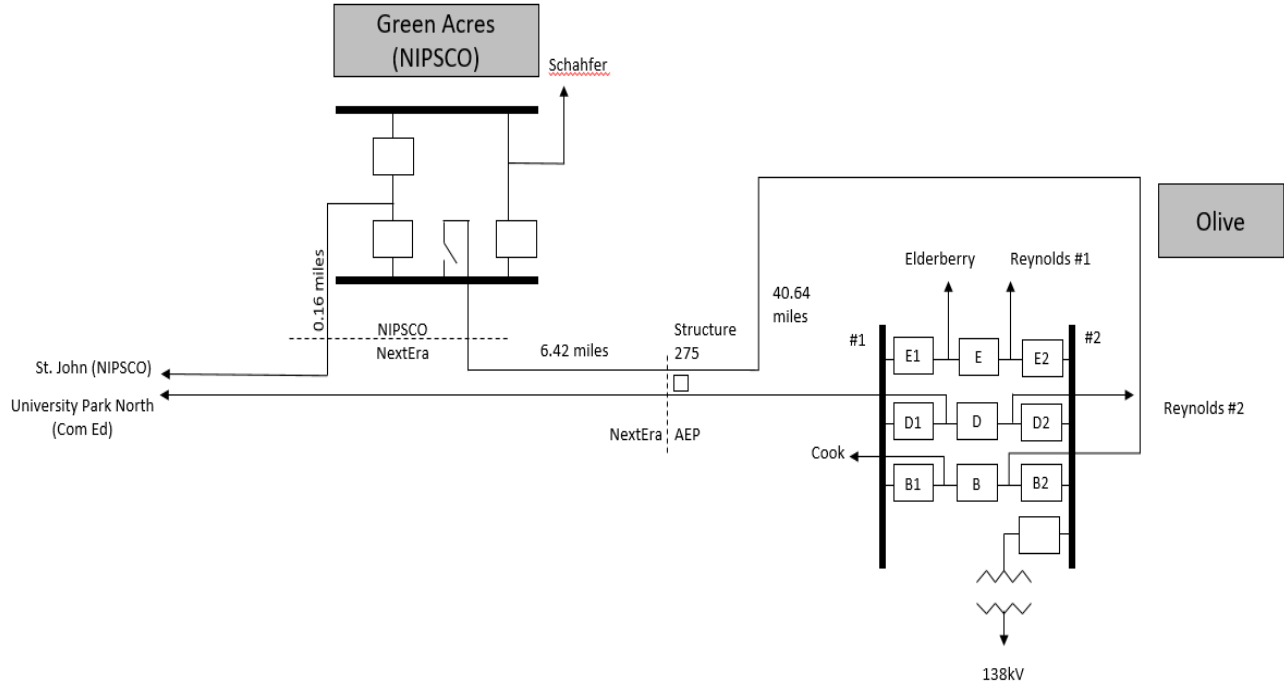 Green Acres
(NIPSCO)
Schahfer
Olive
0.16 miles
Elderberry
Reynolds #1
40.64
miles
NIPSCO
NextEra
6.42 miles
Structure
275
#1
E1
E
E2
#2
St. John (NIPSCO)
University Park North
(Com Ed)
Reynolds #2
D1
D
D2
NextEra
AEP
Cook
B1
B
B2
138kV